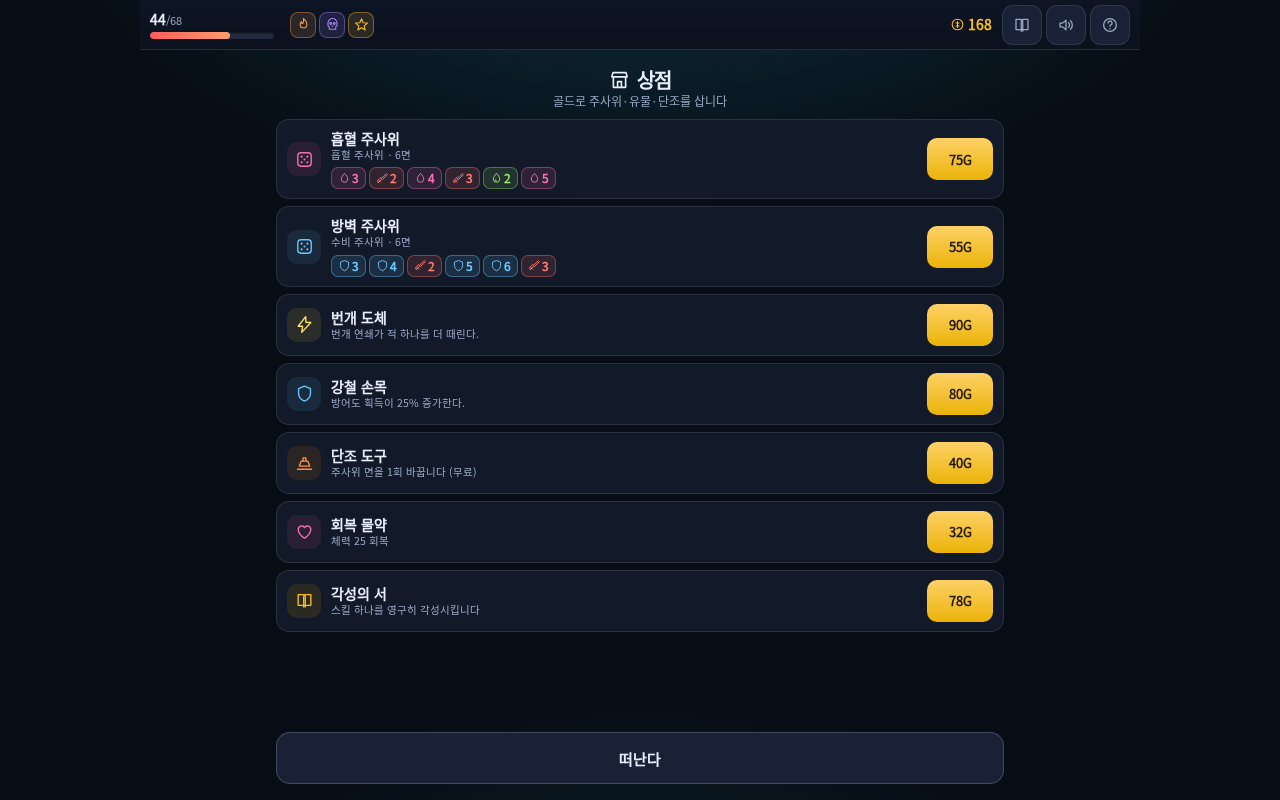 44/68
168
상점
골드로 주사위·유물·단조를 삽니다
흡혈 주사위
흡혈 주사위 · 6면
3 2 4 3 2 5
75G
방벽 주사위
수비 주사위 · 6면
3 4 2 5 6 3
55G
번개 도체
번개 연쇄가 적 하나를 더 때린다.
90G
강철 손목
방어도 획득이 25% 증가한다.
80G
단조 도구
주사위 면을 1회 바꿉니다 (무료)
40G
회복 물약
체력 25 회복
32G
각성의 서
스킬 하나를 영구히 각성시킵니다
78G
떠난다